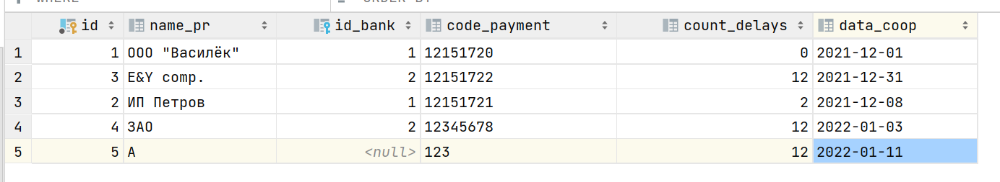 id name_pr id_bank code_payment count_delays data_coop
1 1 ООО "Василёк" 1 12151720 0 2021-12-01
2 3 E&Y comp. 2 12151722 12 2021-12-31
3 2 ИП Петров 1 12151721 2 2021-12-08
4 4 ЗАО 2 12345678 12 2022-01-03
5 5 А <null> 123 12 2022-01-11